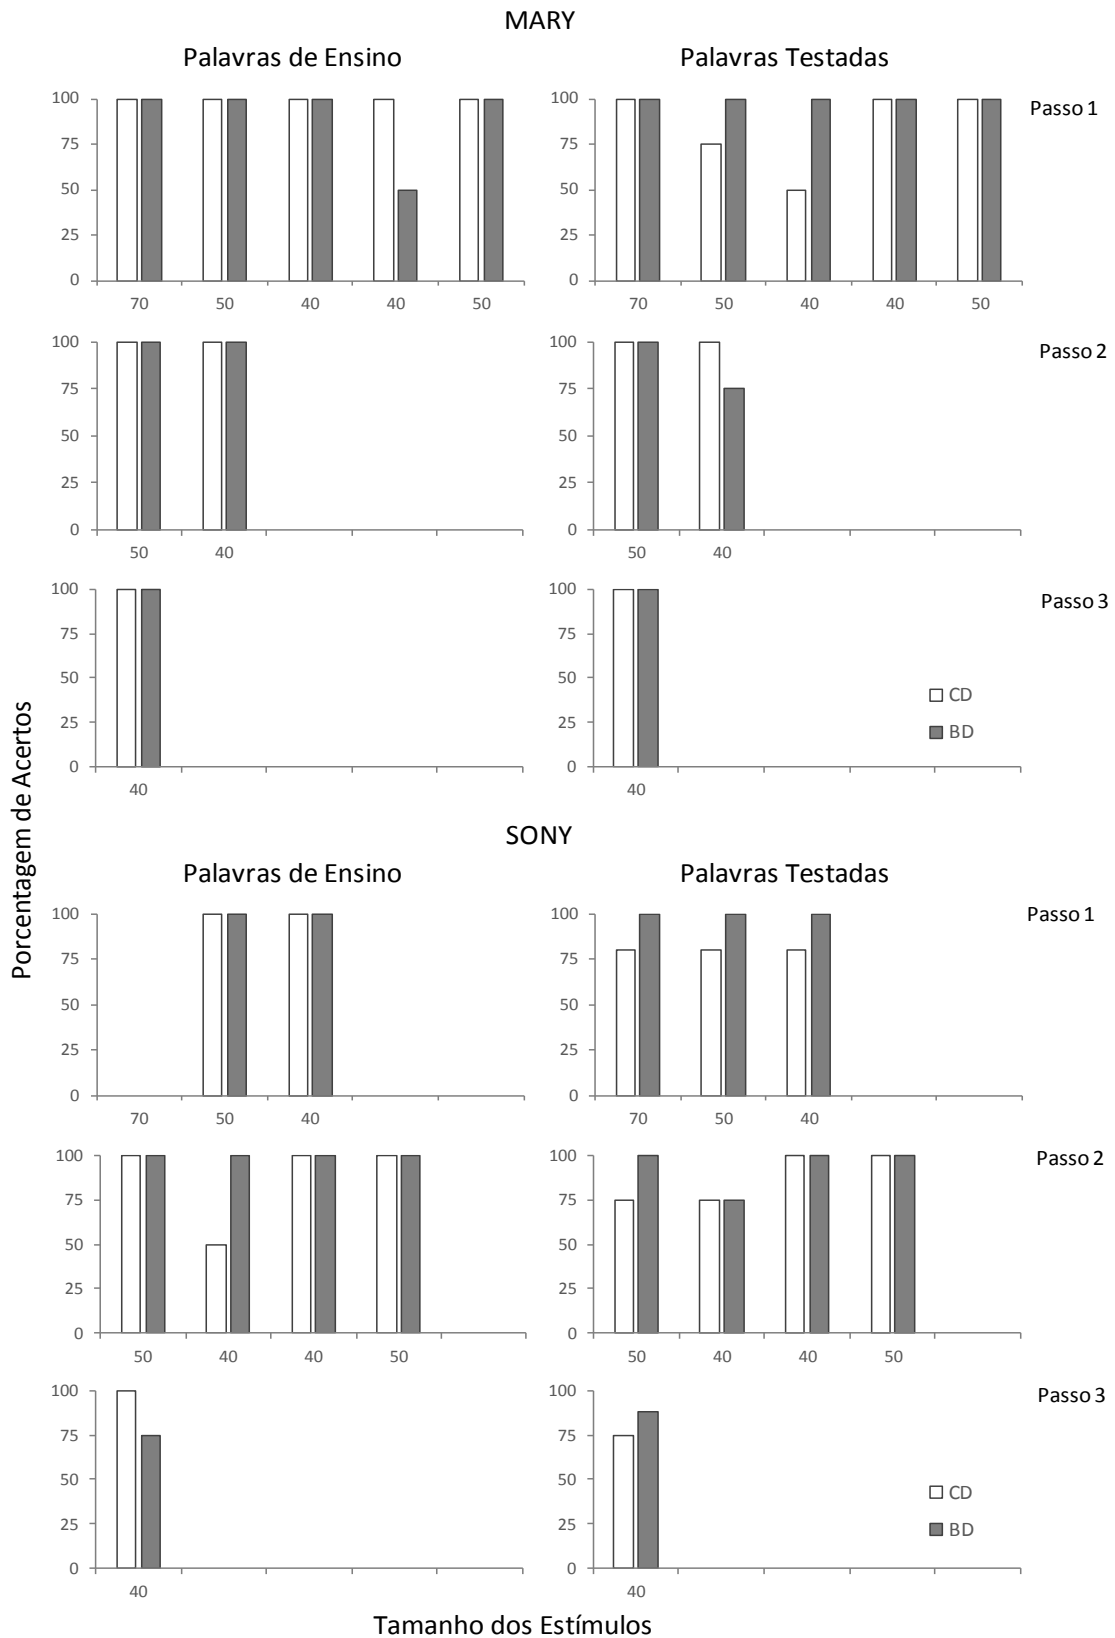 MARY
Palavras de Ensino Palavras Testadas
Passo 1
100 75 50 25 0
70 50 40 40 50
100 75 50 25 0
70 50 40 40 50
Passo 2
100 75 50 25 0
50 40
100 75 50 25 0
50 40
Passo 3
100 75 50 25 0
40
100 75 50 25 0
40
CD
BD
Porcentagem de Acertos
SONY
Palavras de Ensino Palavras Testadas
Passo 1
100 75 50 25 0
70 50 40
100 75 50 25 0
70 50 40
Passo 2
100 75 50 25 0
50 40 40 50
100 75 50 25 0
50 40 40 50
Passo 3
100 75 50 25 0
40
100 75 50 25 0
40
CD
BD
Tamanho dos Estímulos